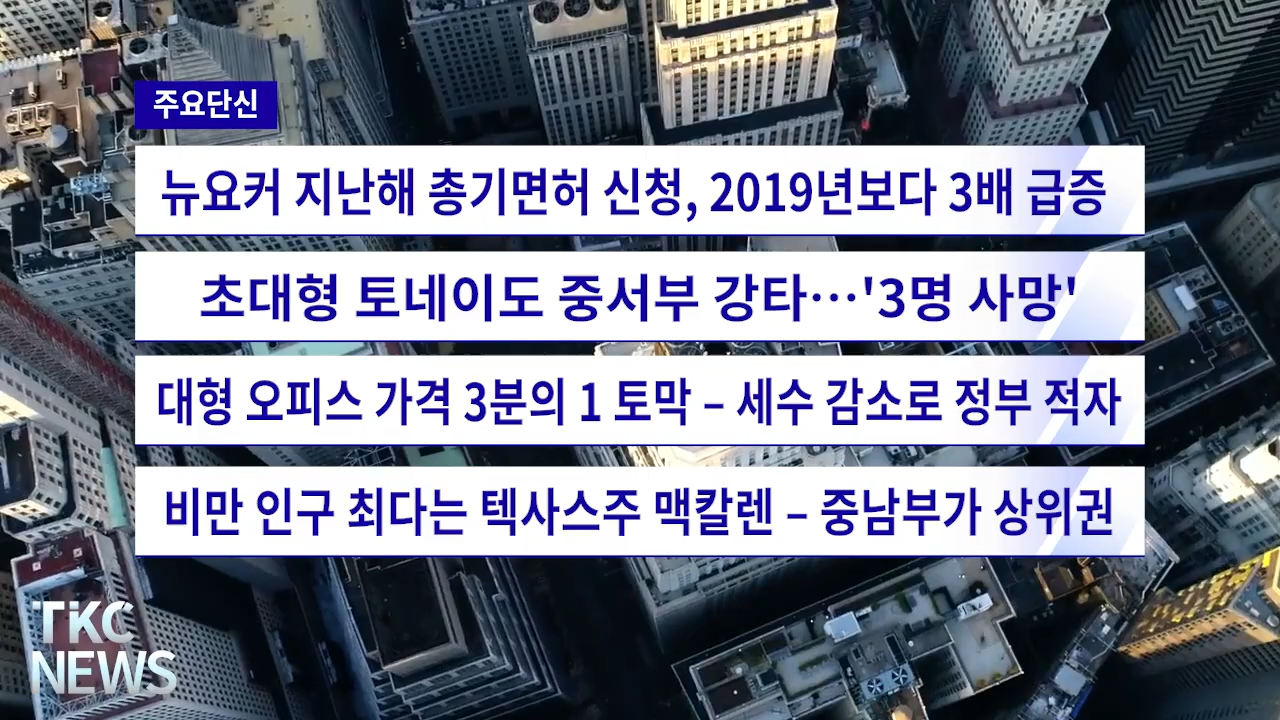 주요단신
뉴요커 지난해 총기면허 신청, 2019년보다 3배 급증
초대형 토네이도 중서부 강타…'3명 사망'
대형 오피스 가격 3분의 1 토막 – 세수 감소로 정부 적자
비만 인구 최다는 텍사스주 맥칼렌 – 중남부가 상위권
TKC
NEWS